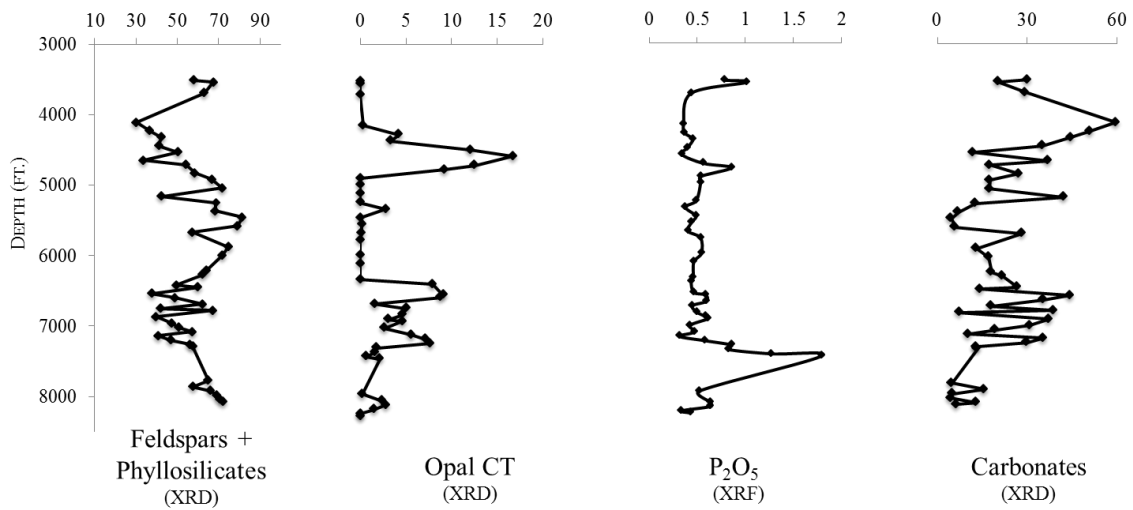 10 30 50 70 90
0 5 10 15 20
0 0.5 1 1.5 2
0 30 60
3000
4000
5000
6000
7000
8000
DEPTH (FT.)
Feldspars +
Phyllosilicates
(XRD)
Opal CT
(XRD)
P₂O₅
(XRF)
Carbonates
(XRD)